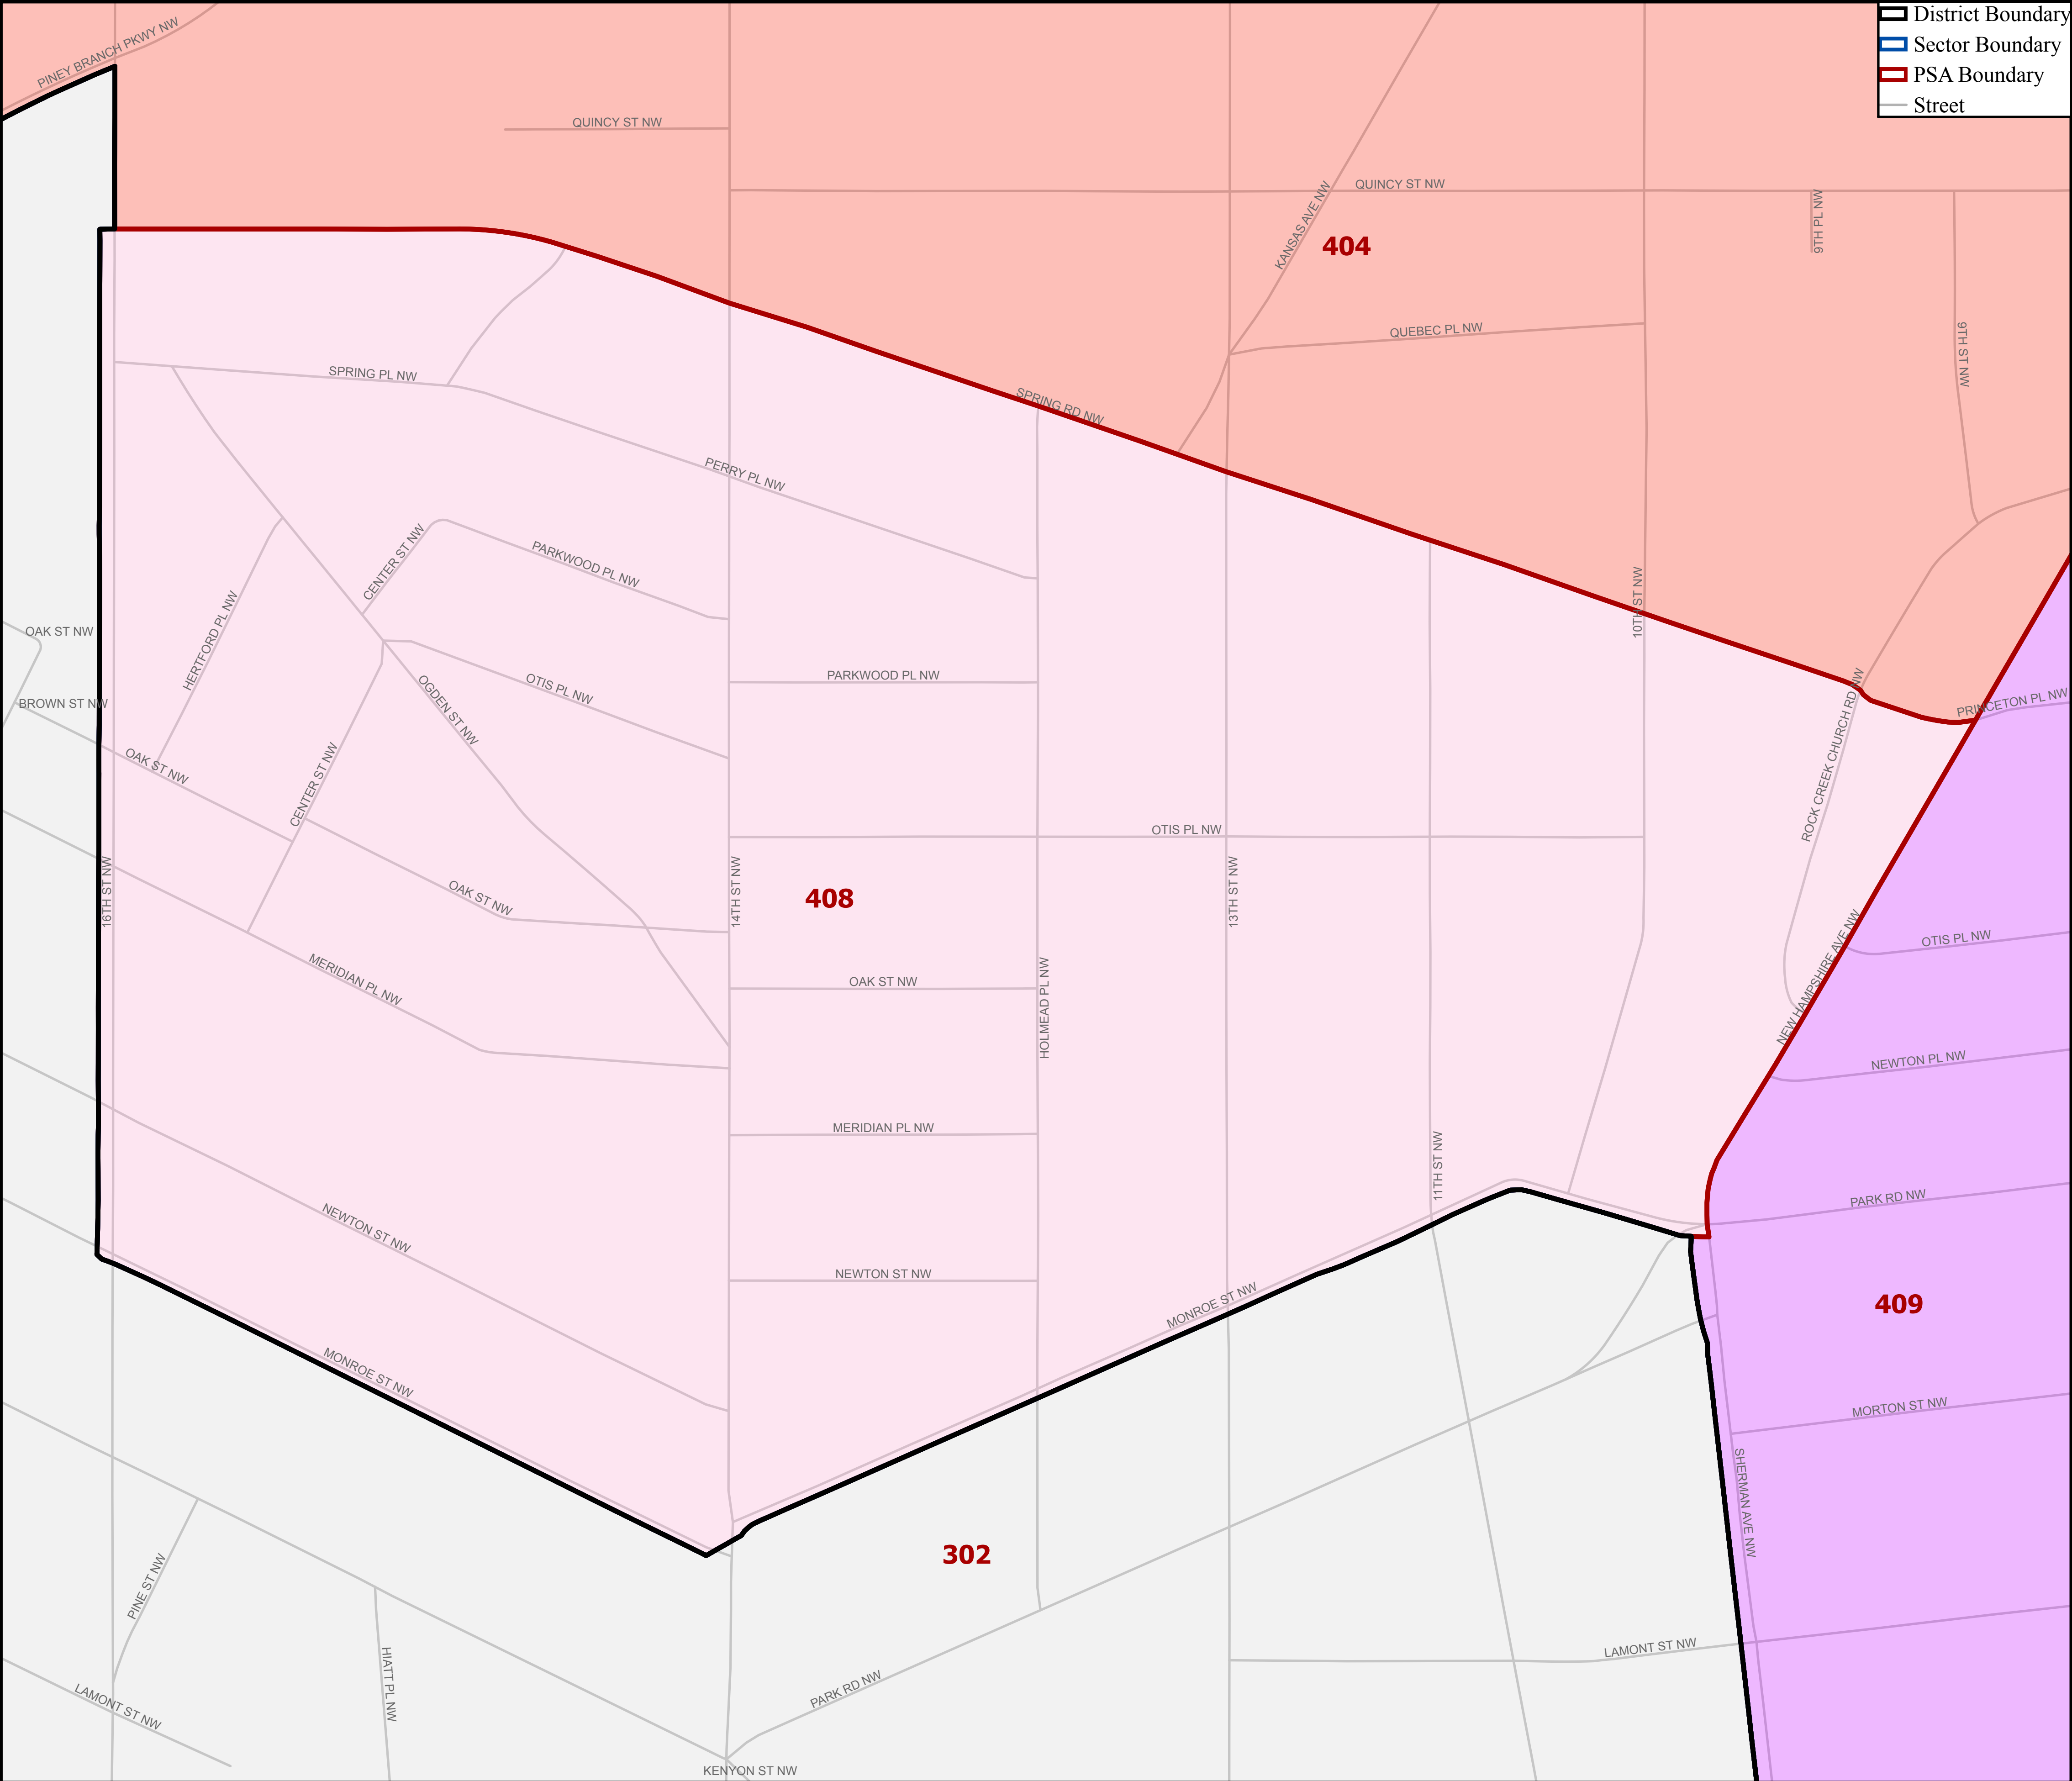 District Boundary
Sector Boundary
PSA Boundary
Street
PINEY BRANCH PKWY NW
QUINCY ST NW
QUINCY ST NW
KANSAS AVE NW
9TH PL NW
404
QUEBEC PL NW
9TH ST NW
SPRING PL NW
SPRING RD NW
PERRY PL NW
CENTER ST NW
PARKWOOD PL NW
10TH ST NW
HERTFORD PL NW
OAK ST NW
BROWN ST NW
OGDEN ST NW
OTIS PL NW
PARKWOOD PL NW
ROCK CREEK CHURCH RD NW
PRINCETON PL NW
OAK ST NW
CENTER ST NW
OTIS PL NW
16TH ST NW
OAK ST NW
14TH ST NW
408
13TH ST NW
NEW HAMPSHIRE AVE NW
OTIS PL NW
MERIDIAN PL NW
OAK ST NW
HOLMEAD PL NW
NEWTON PL NW
MERIDIAN PL NW
11TH ST NW
PARK RD NW
NEWTON ST NW
NEWTON ST NW
MONROE ST NW
409
MONROE ST NW
MORTON ST NW
SHERMAN AVE NW
302
PINE ST NW
HIATT PL NW
LAMONT ST NW
PARK RD NW
LAMONT ST NW
KENYON ST NW